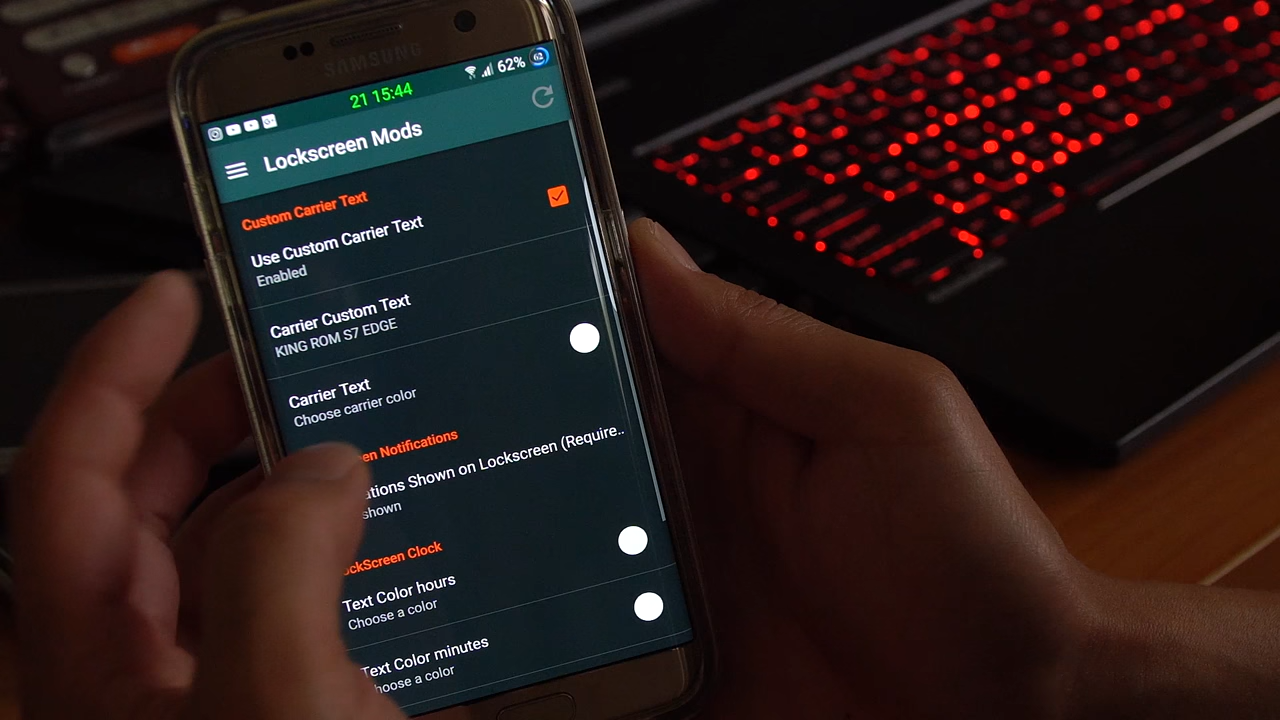 SAMSUNG
62% 62
21 15:44
Lockscreen Mods
Custom Carrier Text
Use Custom Carrier Text
Enabled
Carrier Custom Text
KING ROM S7 EDGE
Carrier Text
Choose carrier color
en Notifications
ations Shown on Lockscreen (Require..
shown
ckScreen Clock
Text Color hours
Choose a color
Text Color minutes
hoose a color